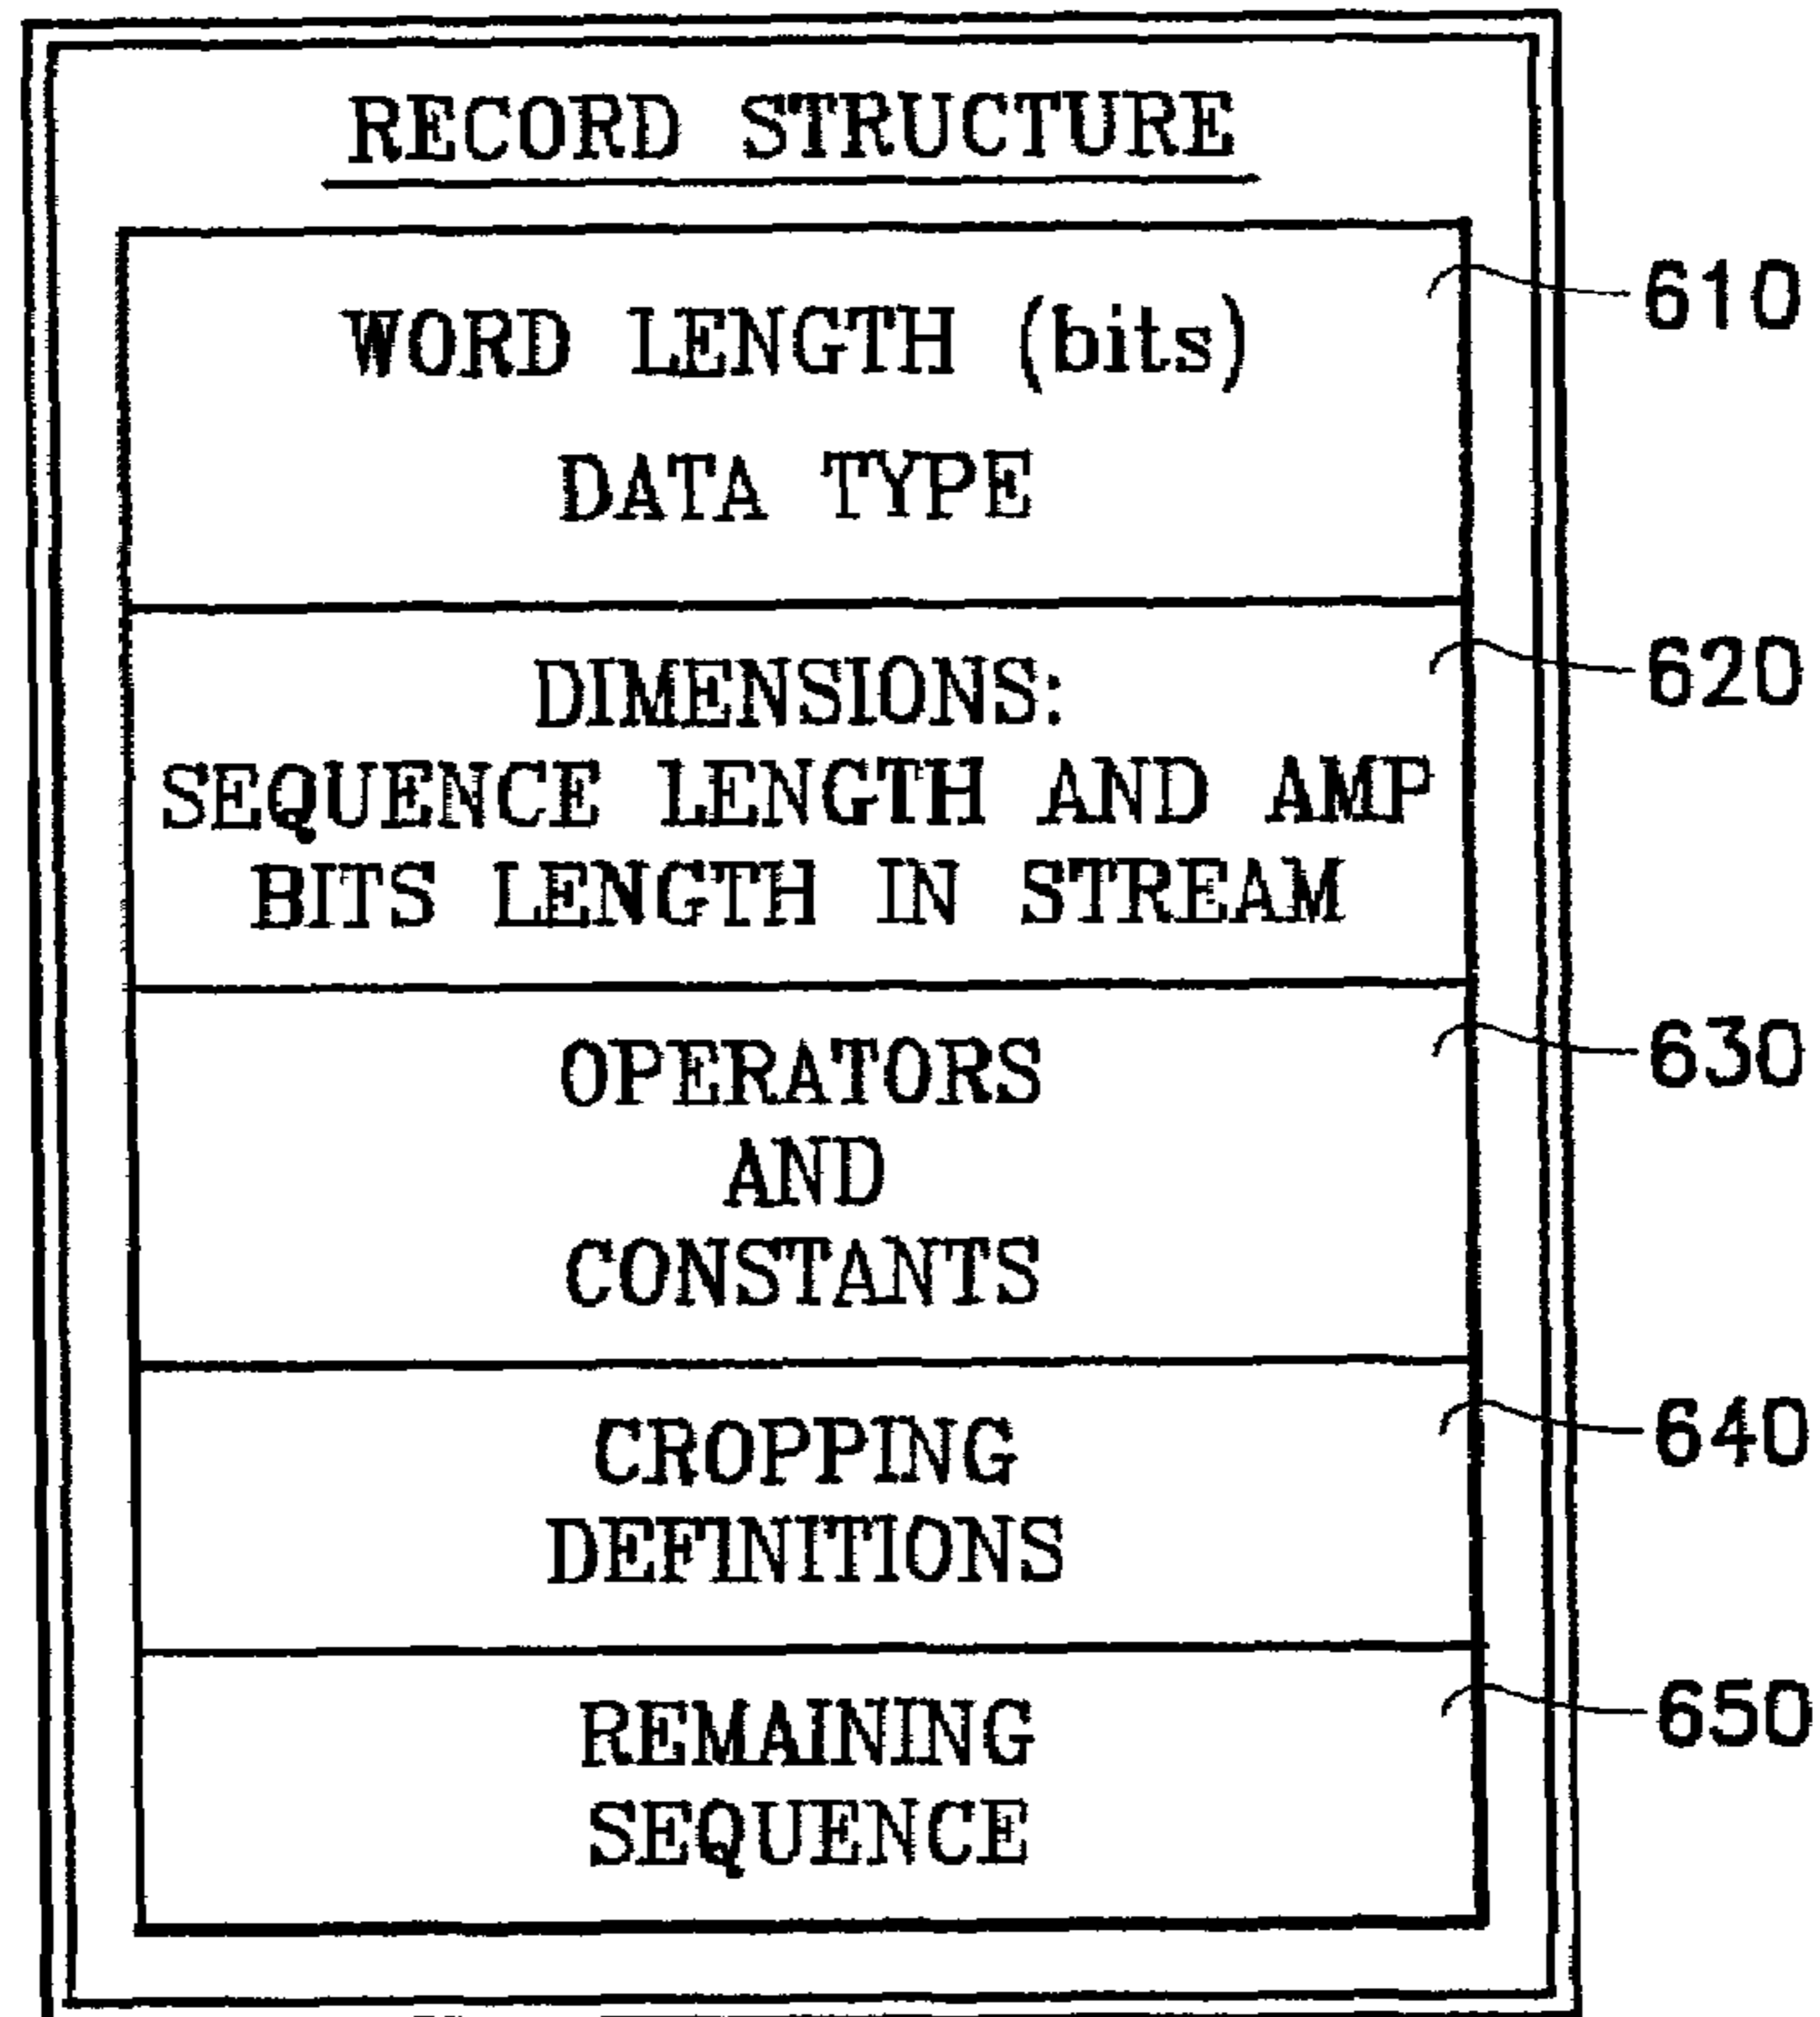 RECORD STRUCTURE
WORD LENGTH (bits)
DATA TYPE
610
DIMENSIONS:
SEQUENCE LENGTH AND AMP
BITS LENGTH IN STREAM
620
OPERATORS
AND
CONSTANTS
630
CROPPING
DEFINITIONS
640
REMAINING
SEQUENCE
650